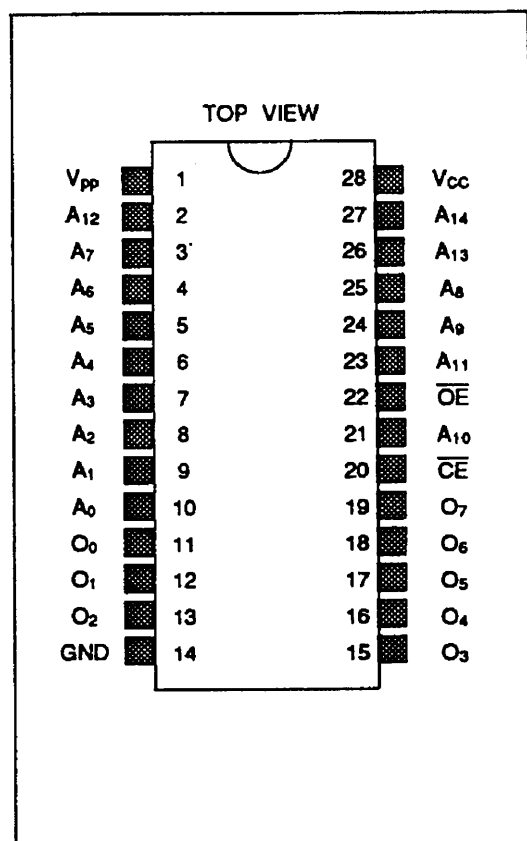 TOP VIEW
Vpp 1 28 VCC
A12 2 27 A14
A7 3 26 A13
A6 4 25 A8
A5 5 24 A9
A4 6 23 A11
A3 7 22 O̅E̅
A2 8 21 A10
A1 9 20 C̅E̅
A0 10 19 O7
O0 11 18 O6
O1 12 17 O5
O2 13 16 O4
GND 14 15 O3